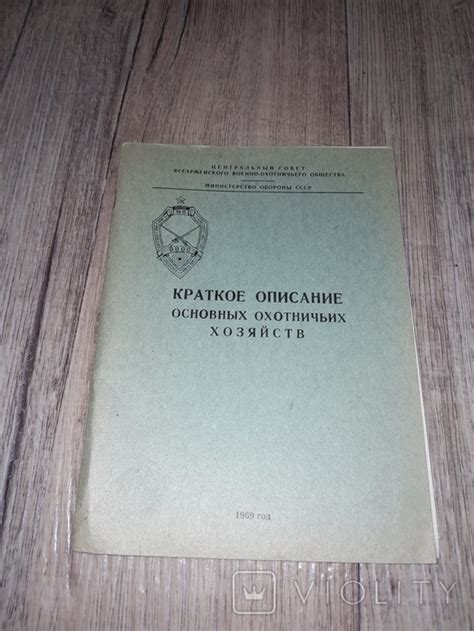 ЦЕНТРАЛЬНЫЙ СОВЕТ
ВСЕАРМЕЙСКОГО ВОЕННО-ОХОТНИЧЬЕГО ОБЩЕСТВА
МИНИСТЕРСТВО ОБОРОНЫ СССР
КРАТКОЕ ОПИСАНИЕ
ОСНОВНЫХ ОХОТНИЧЬИХ
ХОЗЯЙСТВ
1969 год
VIOLITY